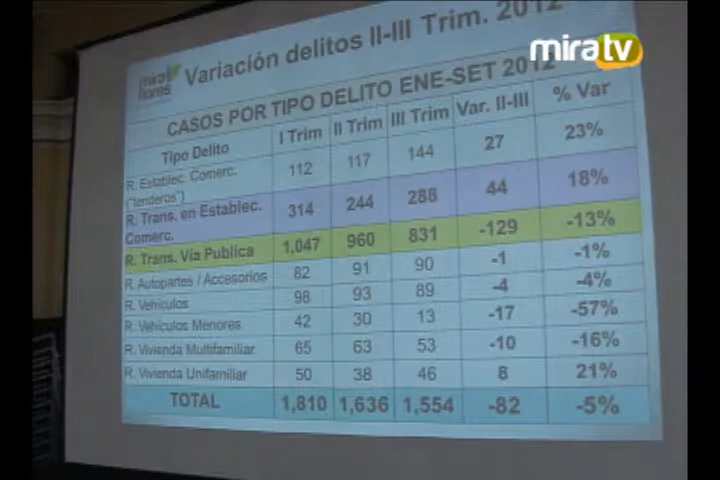 miraflores
Variación delitos II-III Trim. 2012
miratv
CASOS POR TIPO DELITO ENE-SET 2012
Tipo Delito I Trim II Trim III Trim Var. II-III % Var
R. Establec. Comerc. ("tenderos") 112 117 144 27 23%
R. Trans. en Establec. Comerc. 314 244 288 44 18%
R. Trans. Vía Publica 1,047 960 831 -129 -13%
R. Autopartes / Accesorios 82 91 90 -1 -1%
R. Vehículos 98 93 89 -4 -4%
R. Vehículos Menores 42 30 13 -17 -57%
R. Vivienda Multifamiliar 65 63 53 -10 -16%
R. Vivienda Unifamiliar 50 38 46 8 21%
TOTAL 1,810 1,636 1,554 -82 -5%